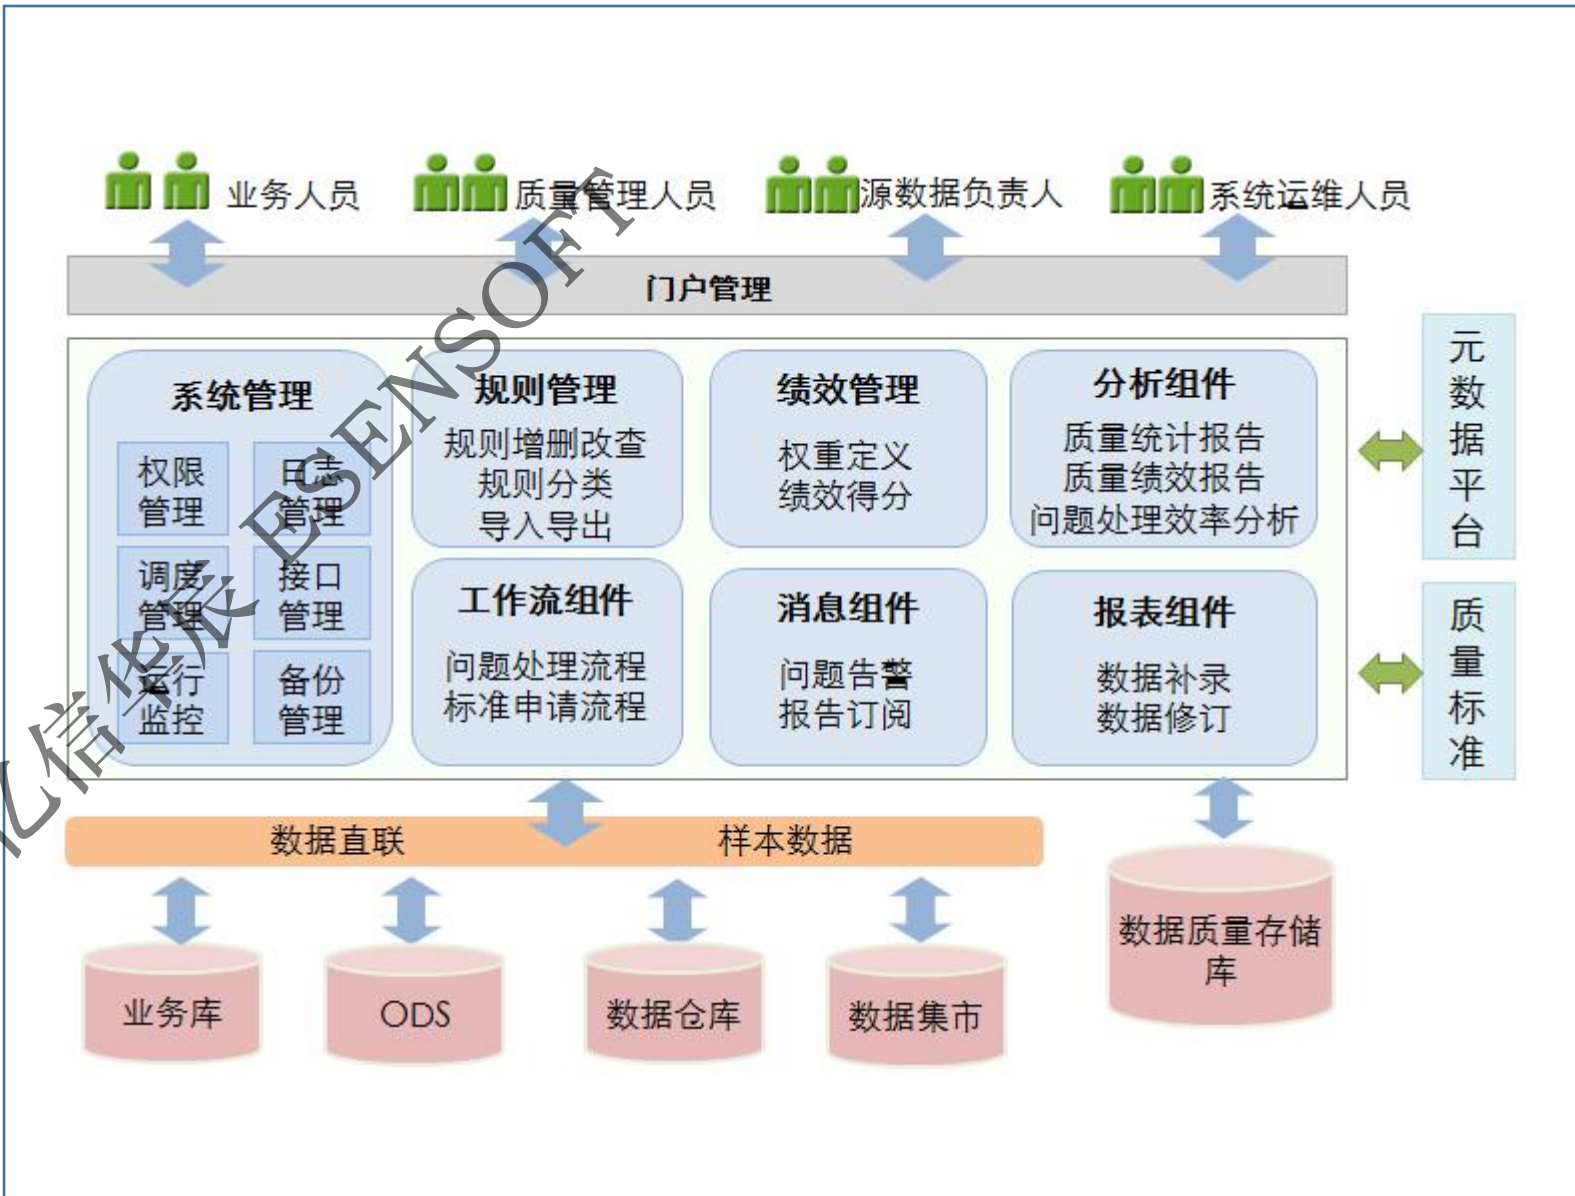 业务人员
质量管理人员
源数据负责人
系统运维人员
门户管理
系统管理
权限
管理
日志
管理
调度
管理
接口
管理
运行
监控
备份
管理
规则管理
规则增删改查
规则分类
导入导出
绩效管理
权重定义
绩效得分
分析组件
质量统计报告
质量绩效报告
问题处理效率分析
工作流组件
问题处理流程
标准申请流程
消息组件
问题告警
报告订阅
报表组件
数据补录
数据修订
元
数
据
平
台
质
量
标
准
数据直联
样本数据
业务库
ODS
数据仓库
数据集市
数据质量存储
库
亿信华辰 ESENSOFT